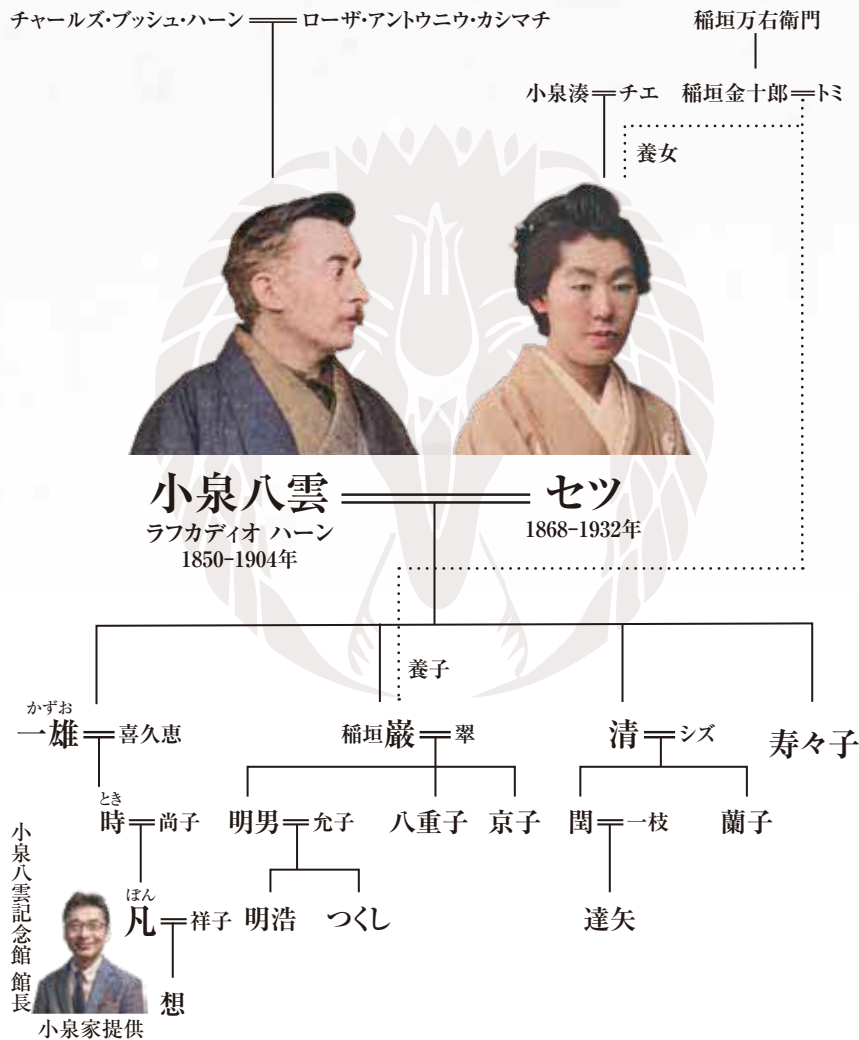 チャールズ・ブッシュ・ハーン ローザ・アントウニウ・カシマチ
稲垣万右衛門
小泉湊 チエ
稲垣金十郎 トミ
養女
小泉八雲
ラフカディオ ハーン
1850-1904年
セツ
1868-1932年
養子
かずお
一雄 喜久恵
稲垣巌 翠
清 シズ
寿々子
とき
時 尚子
明男 允子
八重子
京子
閏 一枝
蘭子
ぼん
凡 祥子
明浩
つくし
達矢
想
小泉八雲記念館 館長
小泉家提供